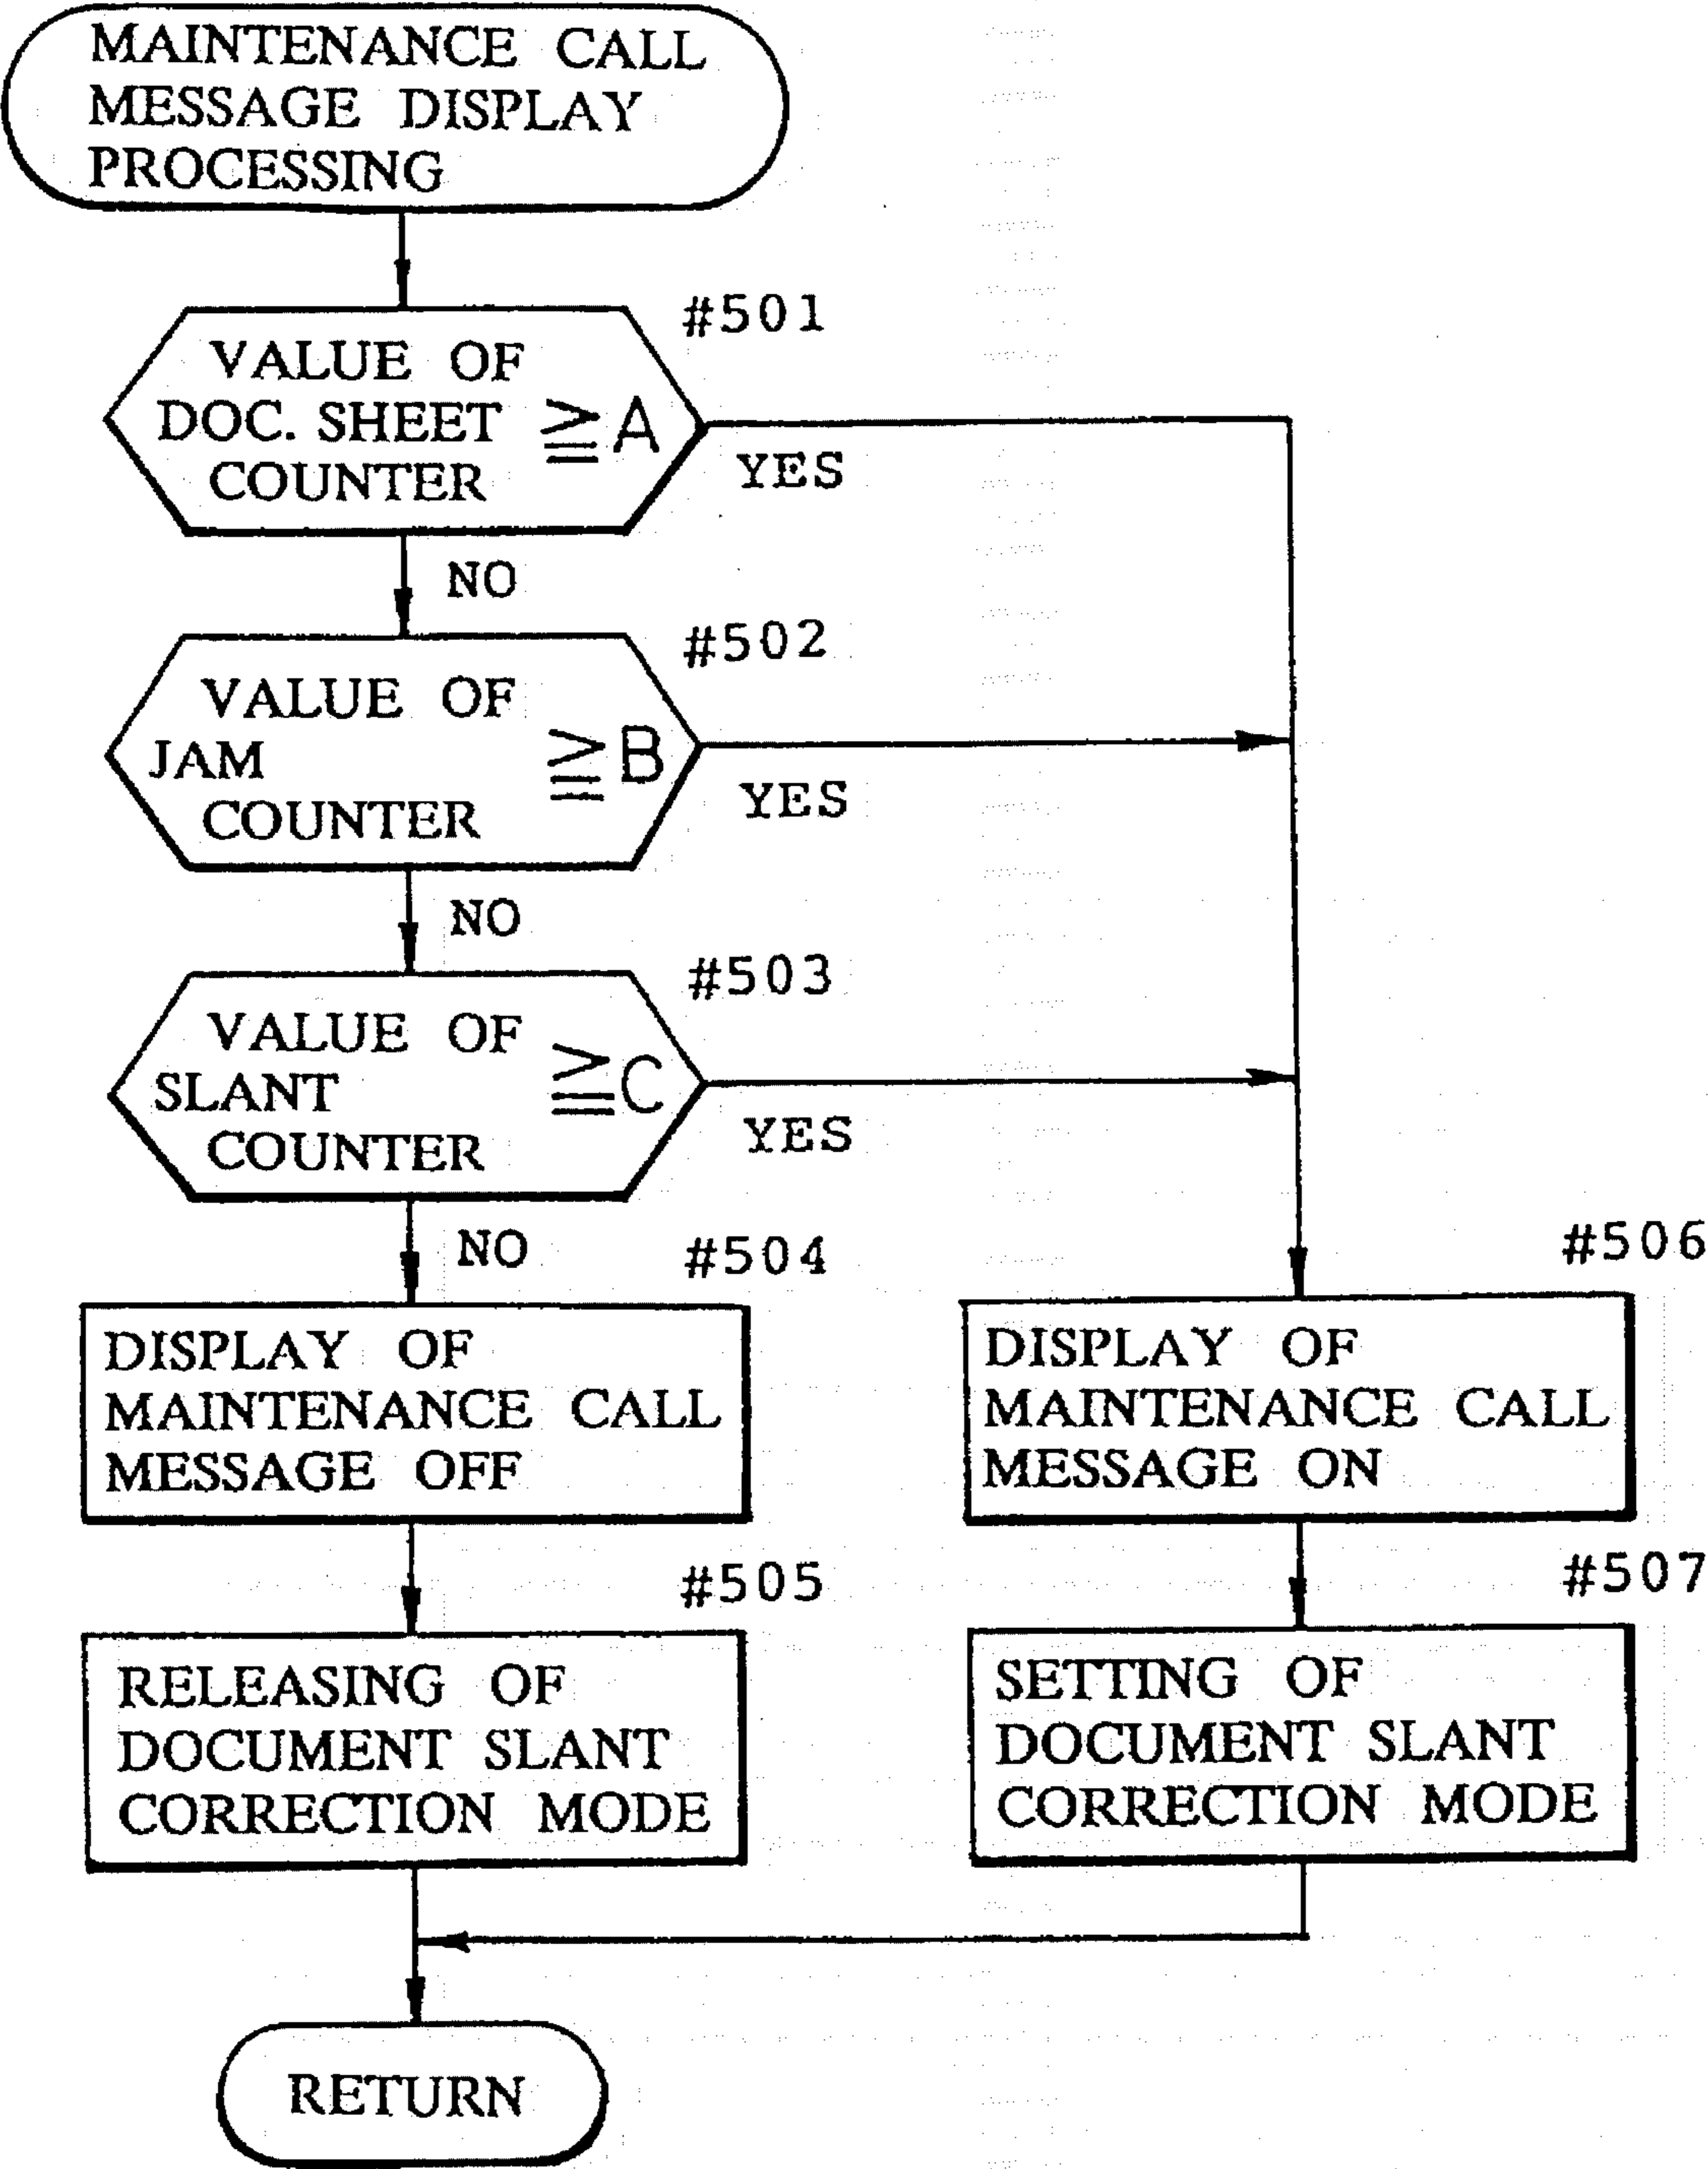 MAINTENANCE CALL
MESSAGE DISPLAY
PROCESSING
#501
VALUE OF
DOC. SHEET ≧A
COUNTER
YES
NO
#502
VALUE OF
JAM ≧B
COUNTER
YES
NO
#503
VALUE OF
SLANT ≧C
COUNTER
YES
NO
#504
DISPLAY OF
MAINTENANCE CALL
MESSAGE OFF
#506
DISPLAY OF
MAINTENANCE CALL
MESSAGE ON
#505
RELEASING OF
DOCUMENT SLANT
CORRECTION MODE
#507
SETTING OF
DOCUMENT SLANT
CORRECTION MODE
RETURN